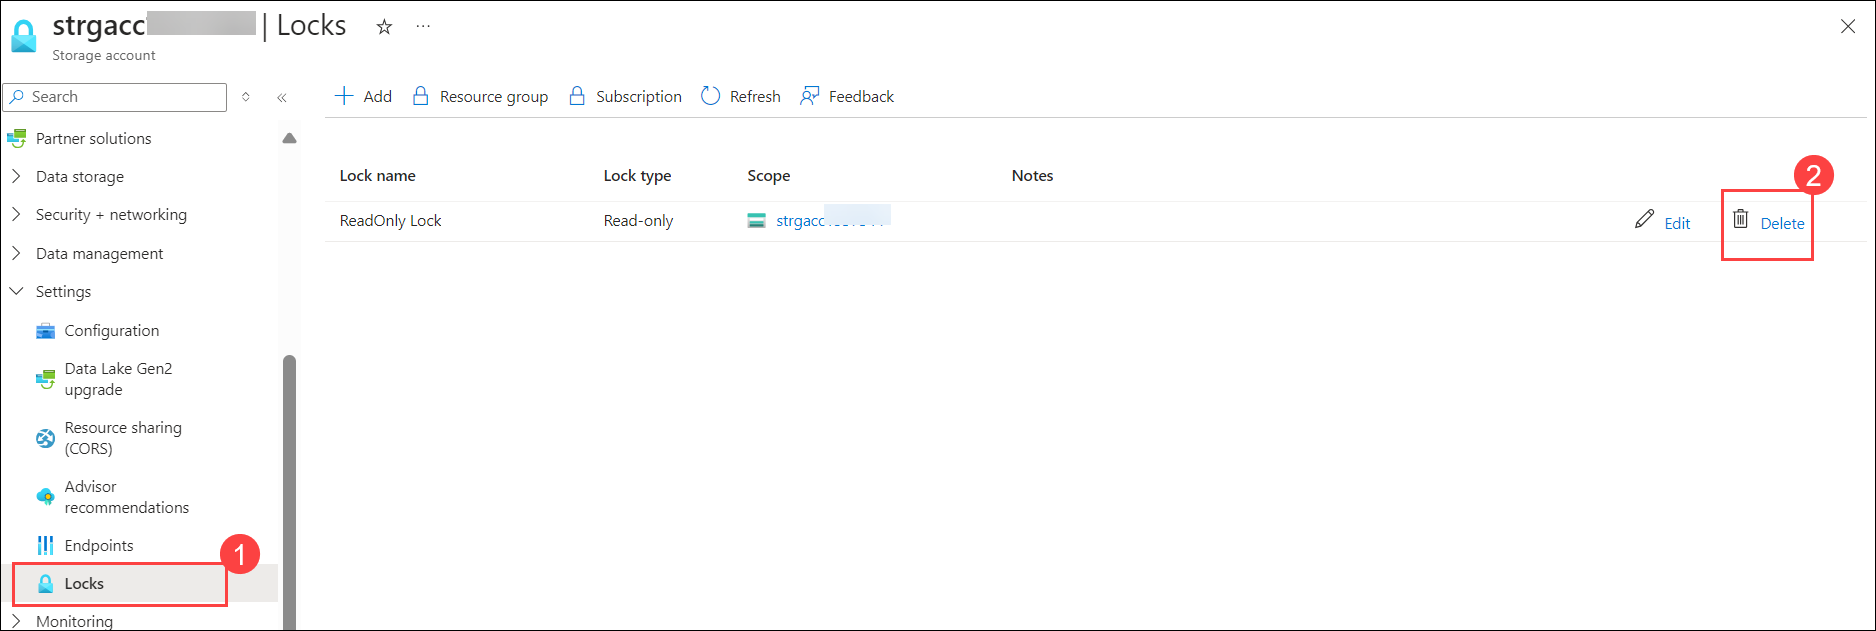 strgacc | Locks
Storage account
Search
Add
Resource group
Subscription
Refresh
Feedback
Partner solutions
Data storage
Security + networking
Data management
Settings
Configuration
Data Lake Gen2
upgrade
Resource sharing
(CORS)
Advisor
recommendations
Endpoints
1
Locks
Monitoring
Lock name Lock type Scope Notes
2
ReadOnly Lock Read-only strgacc Edit Delete